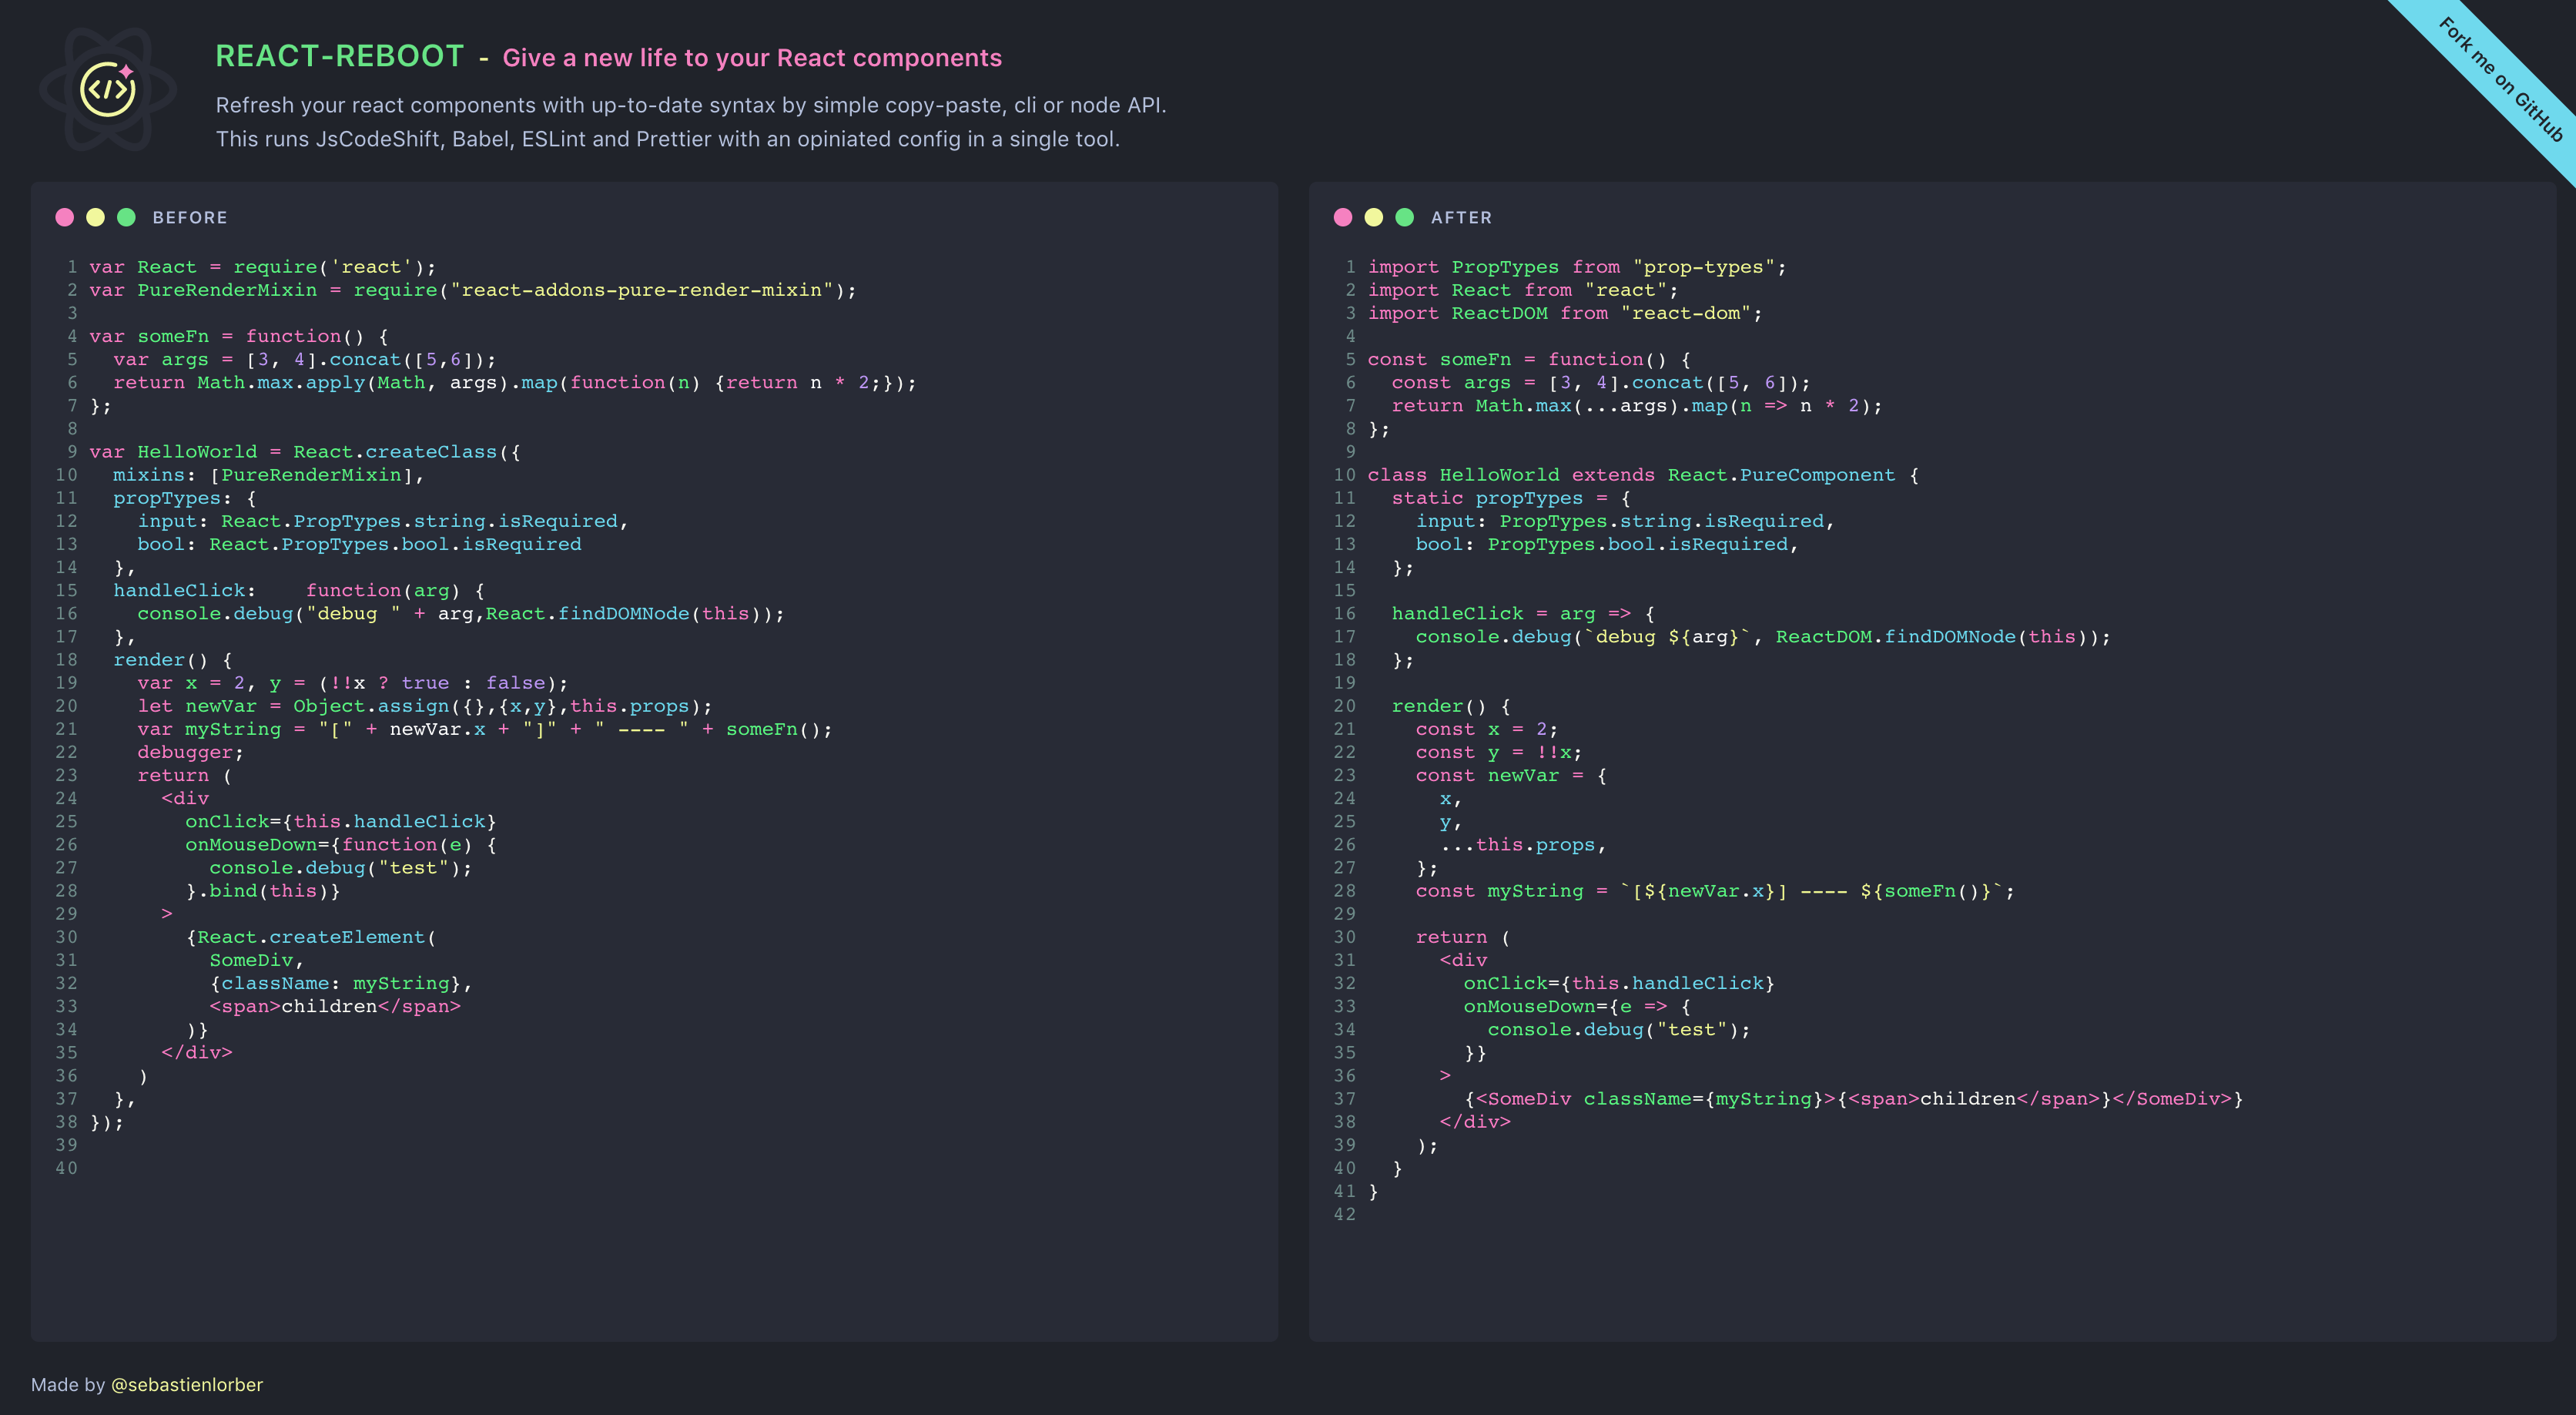 REACT-REBOOT - Give a new life to your React components
Refresh your react components with up-to-date syntax by simple copy-paste, cli or node API.
This runs JsCodeShift, Babel, ESLint and Prettier with an opiniated config in a single tool.
Fork me on GitHub
BEFORE
1 var React = require('react');
2 var PureRenderMixin = require("react-addons-pure-render-mixin");
3
4 var someFn = function() {
5   var args = [3, 4].concat([5,6]);
6   return Math.max.apply(Math, args).map(function(n) {return n * 2;});
7 };
8
9 var HelloWorld = React.createClass({
10   mixins: [PureRenderMixin],
11   propTypes: {
12     input: React.PropTypes.string.isRequired,
13     bool: React.PropTypes.bool.isRequired
14   },
15   handleClick:    function(arg) {
16     console.debug("debug " + arg,React.findDOMNode(this));
17   },
18   render() {
19     var x = 2, y = (!!x ? true : false);
20     let newVar = Object.assign({},{x,y},this.props);
21     var myString = "[" + newVar.x + "]" + " ---- " + someFn();
22     debugger;
23     return (
24       <div
25         onClick={this.handleClick}
26         onMouseDown={function(e) {
27           console.debug("test");
28         }.bind(this)}
29       >
30         {React.createElement(
31           SomeDiv,
32           {className: myString},
33           <span>children</span>
34         )}
35       </div>
36     )
37   },
38 });
39
40
AFTER
1 import PropTypes from "prop-types";
2 import React from "react";
3 import ReactDOM from "react-dom";
4
5 const someFn = function() {
6   const args = [3, 4].concat([5, 6]);
7   return Math.max(...args).map(n => n * 2);
8 };
9
10 class HelloWorld extends React.PureComponent {
11   static propTypes = {
12     input: PropTypes.string.isRequired,
13     bool: PropTypes.bool.isRequired,
14   };
15
16   handleClick = arg => {
17     console.debug(`debug ${arg}`, ReactDOM.findDOMNode(this));
18   };
19
20   render() {
21     const x = 2;
22     const y = !!x;
23     const newVar = {
24       x,
25       y,
26       ...this.props,
27     };
28     const myString = `[${newVar.x}] ---- ${someFn()}`;
29
30     return (
31       <div
32         onClick={this.handleClick}
33         onMouseDown={e => {
34           console.debug("test");
35         }}
36       >
37         {<SomeDiv className={myString}>{<span>children</span>}</SomeDiv>}
38       </div>
39     );
40   }
41 }
42
Made by @sebastienlorber